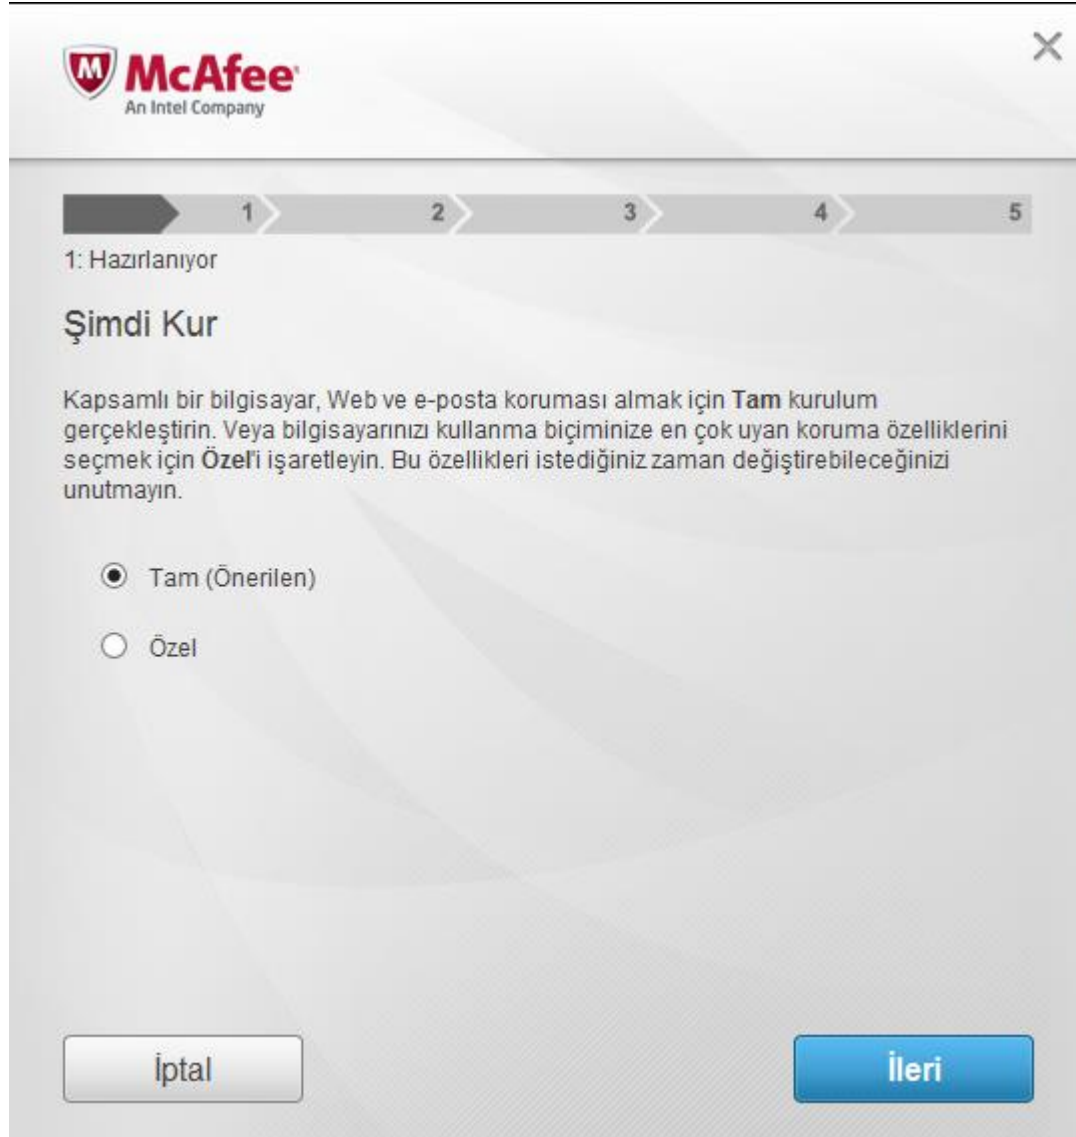 McAfee
An Intel Company
1 2 3 4 5
1: Hazırlanıyor
Şimdi Kur
Kapsamlı bir bilgisayar, Web ve e-posta koruması almak için Tam kurulum
gerçekleştirin. Veya bilgisayarınızı kullanma biçiminize en çok uyan koruma özelliklerini
seçmek için Özel'i işaretleyin. Bu özellikleri istediğiniz zaman değiştirebileceğinizi
unutmayın.
Tam (Önerilen)
Özel
İptal
İleri